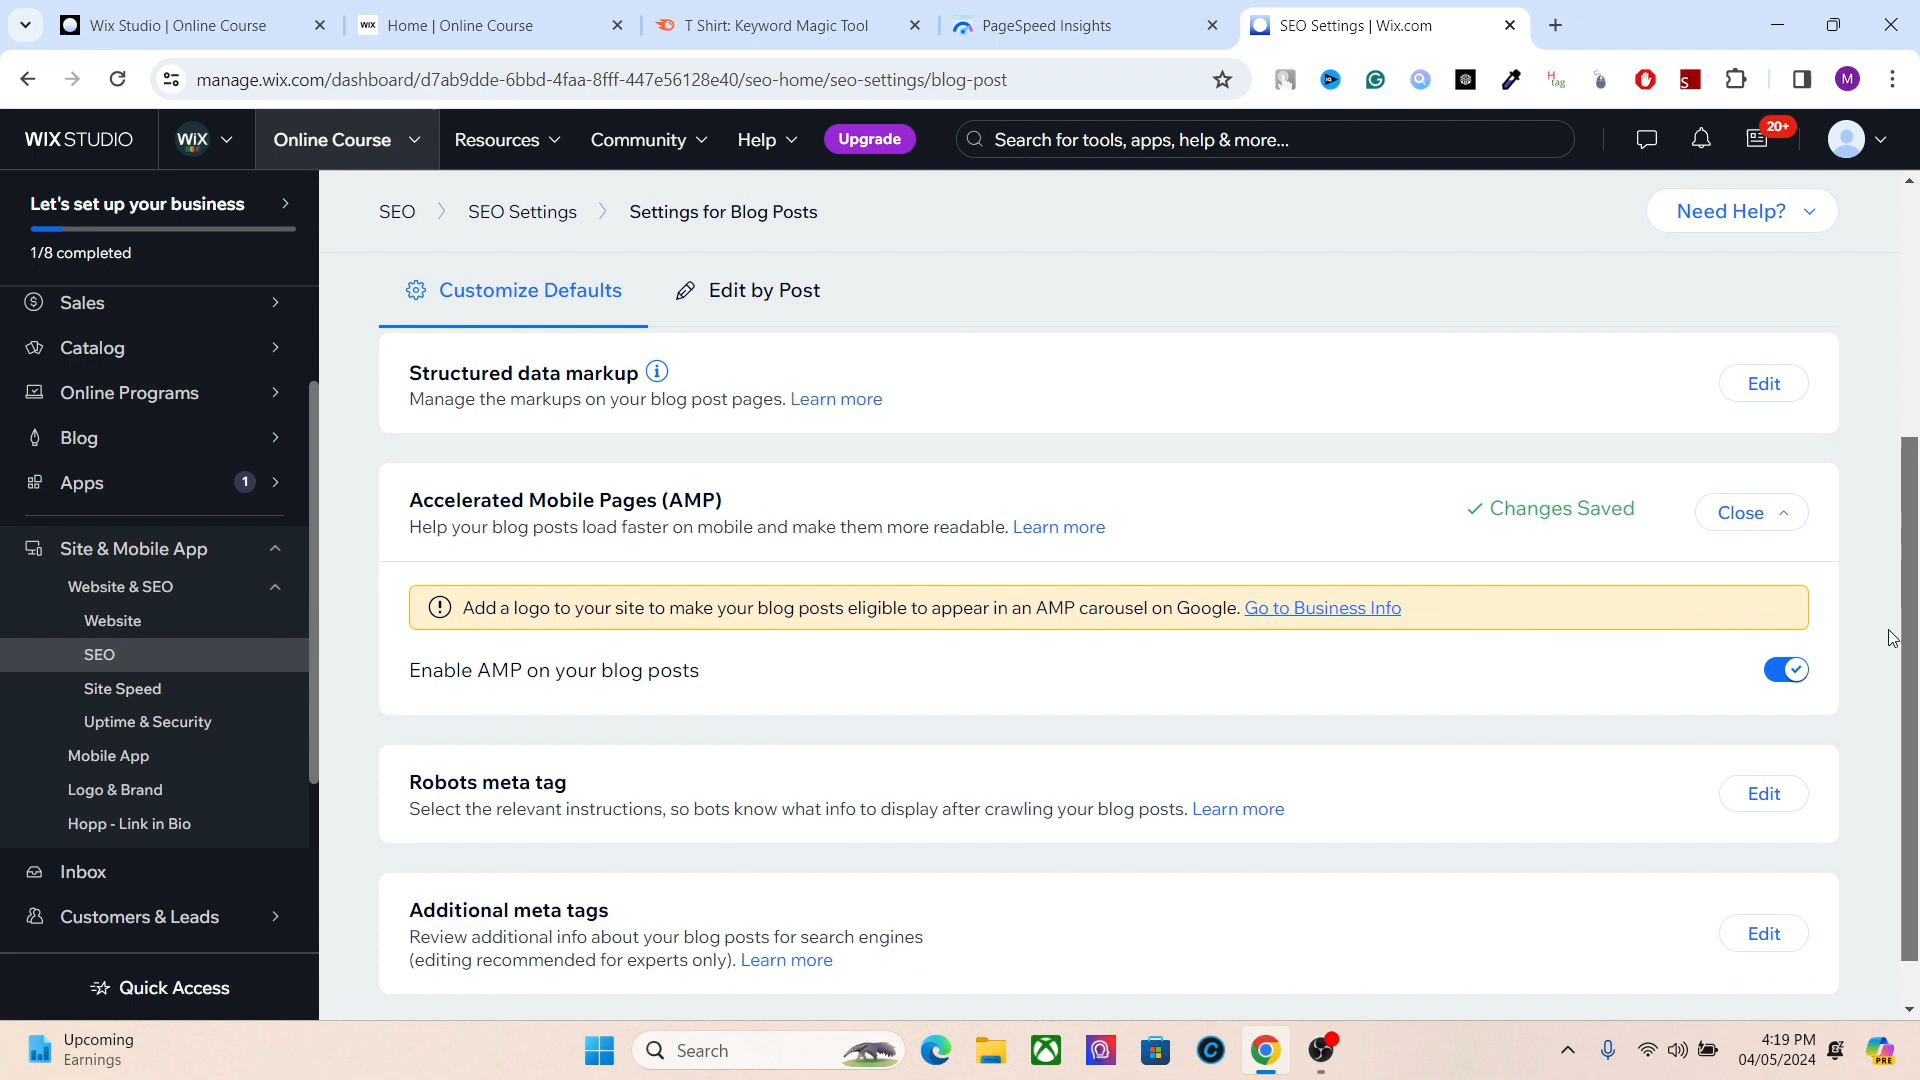 Wix Studio | Online Course
WIX
Home | Online Course
T Shirt: Keyword Magic Tool
PageSpeed Insights
SEO Settings | Wix.com
manage.wix.com/dashboard/d7ab9dde-6bbd-4faa-8fff-447e56128e40/seo-home/seo-settings/blog-post
M
WIX STUDIO
WiX
Online Course
Resources
Community
Help
Upgrade
Search for tools, apps, help & more...
20+
Let's set up your business
1/8 completed
Sales
Catalog
Online Programs
Blog
Apps
1
Site & Mobile App
Website & SEO
Website
SEO
Site Speed
Uptime & Security
Mobile App
Logo & Brand
Hopp - Link in Bio
Inbox
Customers & Leads
Quick Access
SEO
SEO Settings
Settings for Blog Posts
Need Help?
Customize Defaults
Edit by Post
Structured data markup
Manage the markups on your blog post pages. Learn more
Edit
Accelerated Mobile Pages (AMP)
Help your blog posts load faster on mobile and make them more readable. Learn more
Changes Saved
Close
Add a logo to your site to make your blog posts eligible to appear in an AMP carousel on Google. Go to Business Info
Enable AMP on your blog posts
Robots meta tag
Select the relevant instructions, so bots know what info to display after crawling your blog posts. Learn more
Edit
Additional meta tags
Review additional info about your blog posts for search engines
(editing recommended for experts only). Learn more
Edit
Upcoming
Earnings
Search
4:19 PM
04/05/2024
PRE